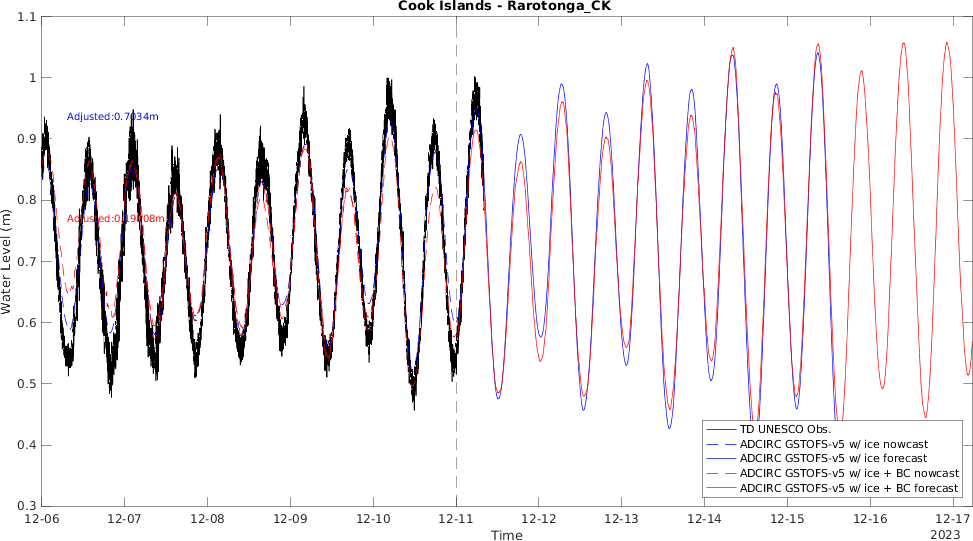 Cook Islands - Rarotonga_CK
Water Level (m)
1.1
1
0.9
0.8
0.7
0.6
0.5
0.4
0.3
Adjusted:0.7034m
TD UNESCO Obs.
ADCIRC GSTOFS-v5 w/ ice nowcast
ADCIRC GSTOFS-v5 w/ ice forecast
ADCIRC GSTOFS-v5 w/ ice + BC nowcast
ADCIRC GSTOFS-v5 w/ ice + BC forecast
12-06 12-07 12-08 12-09 12-10 12-11 12-12 12-13 12-14 12-15 12-16 12-17
Time
2023